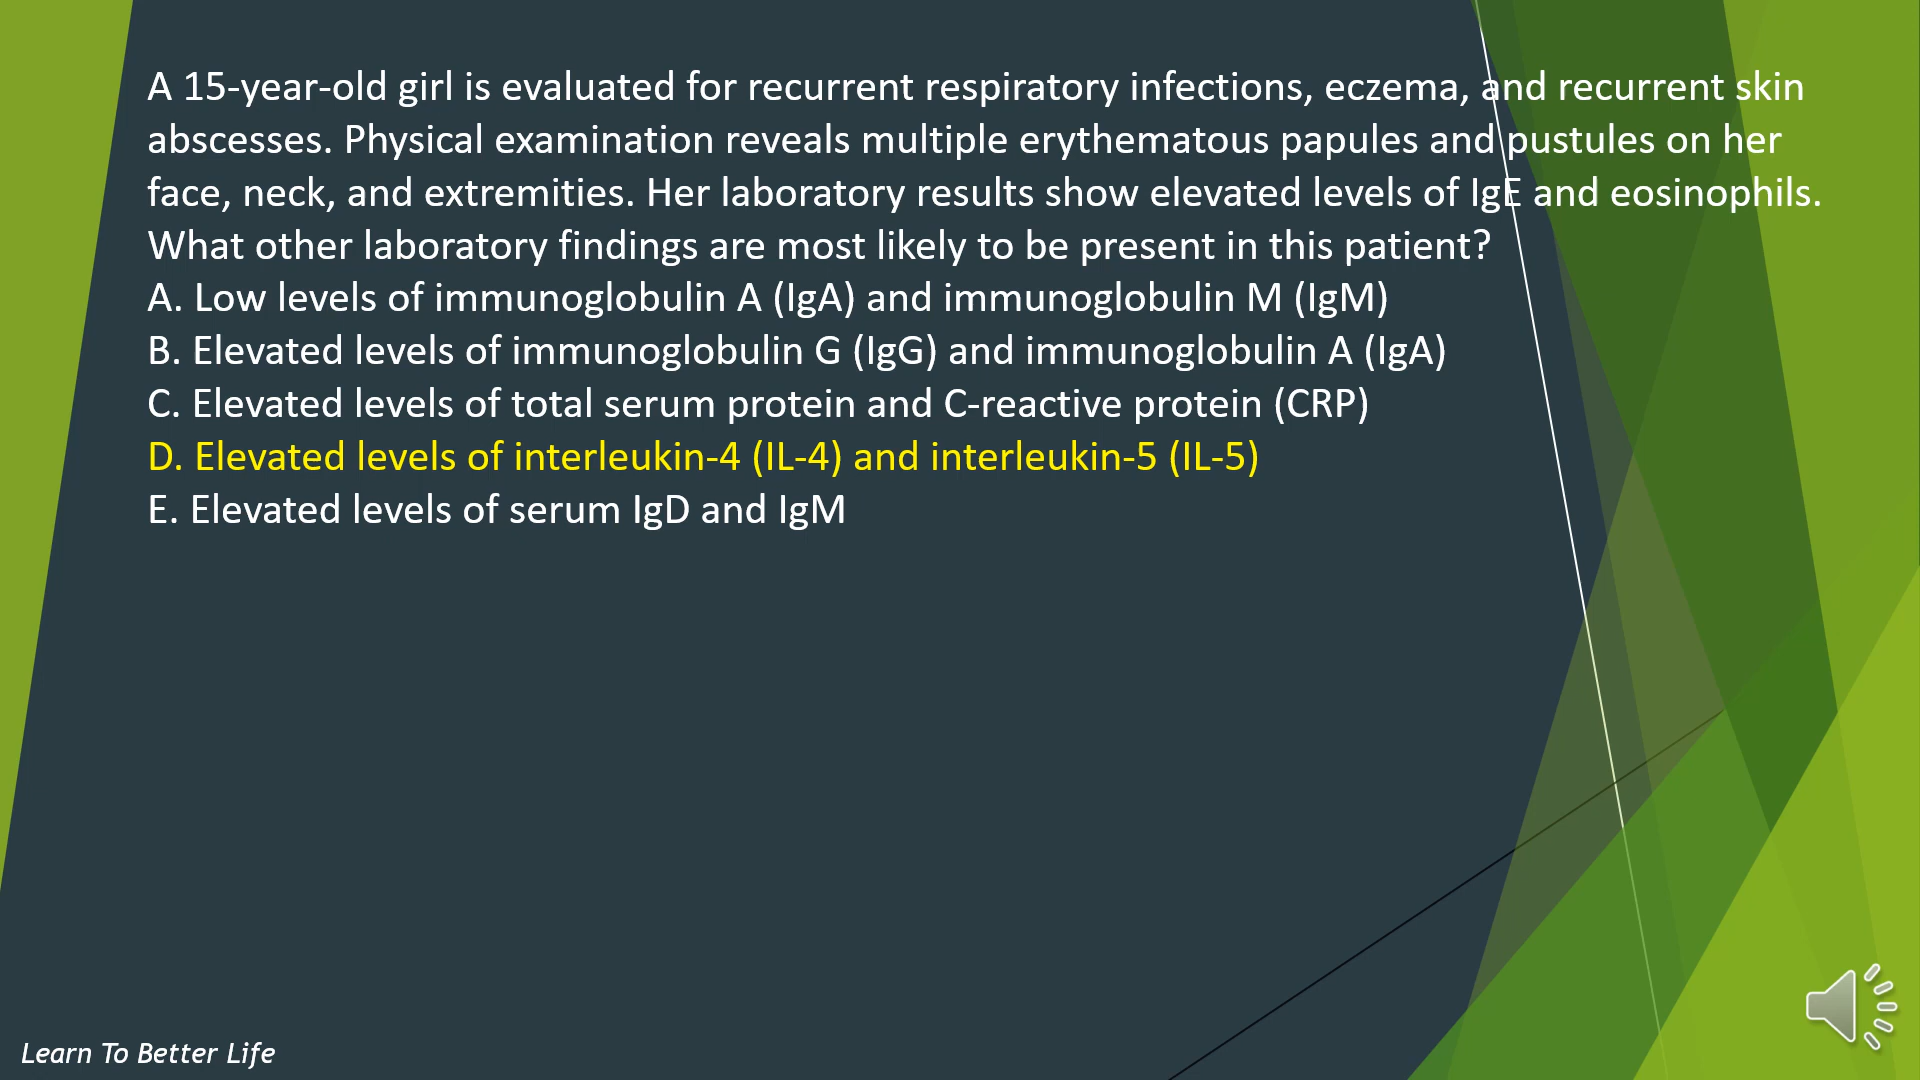 A 15-year-old girl is evaluated for recurrent respiratory infections, eczema, and recurrent skin
abscesses. Physical examination reveals multiple erythematous papules and pustules on her
face, neck, and extremities. Her laboratory results show elevated levels of IgE and eosinophils.
What other laboratory findings are most likely to be present in this patient?
A. Low levels of immunoglobulin A (IgA) and immunoglobulin M (IgM)
B. Elevated levels of immunoglobulin G (IgG) and immunoglobulin A (IgA)
C. Elevated levels of total serum protein and C-reactive protein (CRP)
D. Elevated levels of interleukin-4 (IL-4) and interleukin-5 (IL-5)
E. Elevated levels of serum IgD and IgM
Learn To Better Life